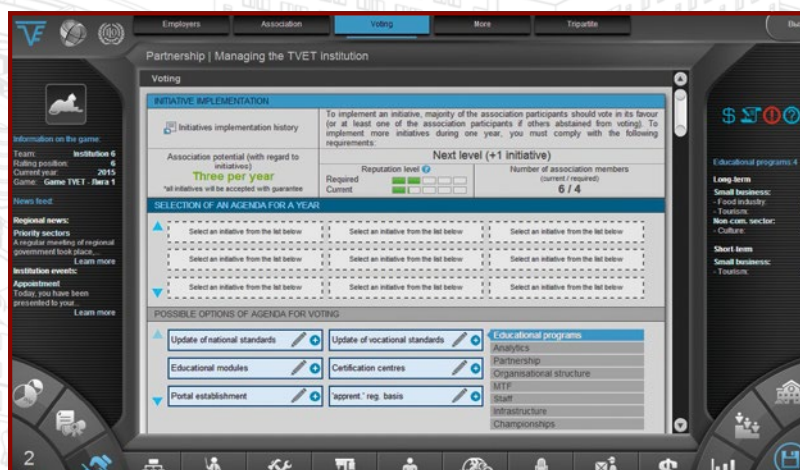 Employers
Association
Voting
More
Tripartite
Partnership | Managing the TVET Institution
Voting
INITIATIVE IMPLEMENTATION
Initiatives implementation history
To implement an initiative, majority of the association participants should vote in its favour
(or at least one of the association participants if others abstained from voting). To
implement more initiatives during one year, you must comply with the following
requirements:
Association potential (with regard to
initiatives)
Three per year
*all initiatives will be accepted with guarantee
Next level (+1 initiative)
Reputation level
Required
Current
Number of association members
(current / required)
6 / 4
SELECTION OF AN AGENDA FOR A YEAR
Select an initiative from the list below
Select an initiative from the list below
Select an initiative from the list below
Select an initiative from the list below
Select an initiative from the list below
Select an initiative from the list below
Select an initiative from the list below
Select an initiative from the list below
Select an initiative from the list below
POSSIBLE OPTIONS OF AGENDA FOR VOTING
Update of national standards
Update of vocational standards
Educational modules
Certification centres
Portal establishment
'apprent.' reg. basis
Educational programs
Analytics
Partnership
Organisational structure
MTF
Staff
Infrastructure
Championships
Information on the game:
Team: Institution 6
Rating position: 6
Current year: 2015
Game: Game TVET - Лига 1
News feed:
Regional news:
Priority sectors
A regular meeting of regional
government took place,...
Learn more
Institution events:
Appointment
Today, you have been
presented to your...
Learn more
2
Educational programs 4
Long-term
Small business:
- Food industry;
- Tourism;
Non-com. sector:
- Culture;
Short-term
Small business:
- Tourism;